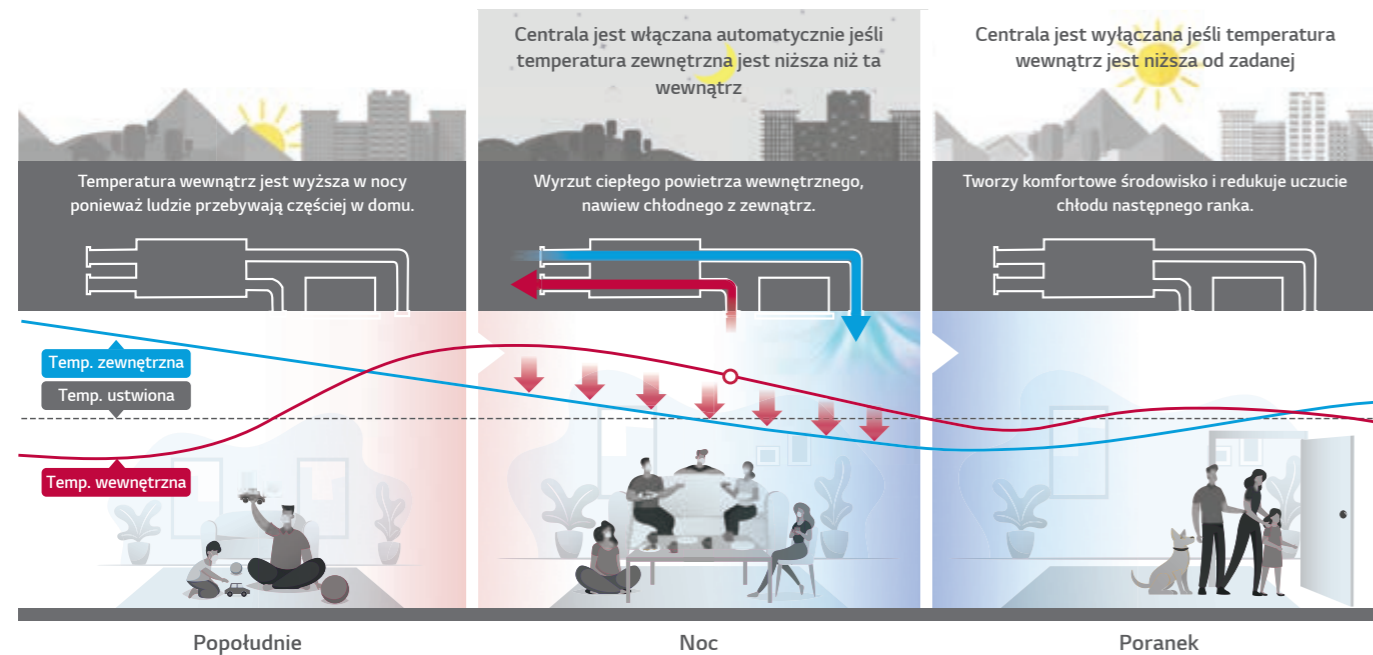 Centrala jest włączana automatycznie jeśli
temperatura zewnętrzna jest niższa niż ta
wewnątrz
Centrala jest wyłączana jeśli temperatura
wewnątrz jest niższa od zadanej
Temperatura wewnątrz jest wyższa w nocy
ponieważ ludzie przebywają częściej w domu.
Wyrzut ciepłego powietrza wewnętrznego,
nawiew chłodnego z zewnątrz.
Tworzy komfortowe środowisko i redukuje uczucie
chłodu następnego ranka.
Temp. zewnętrzna
Temp. ustwiona
Temp. wewnętrzna
Popołudnie
Noc
Poranek